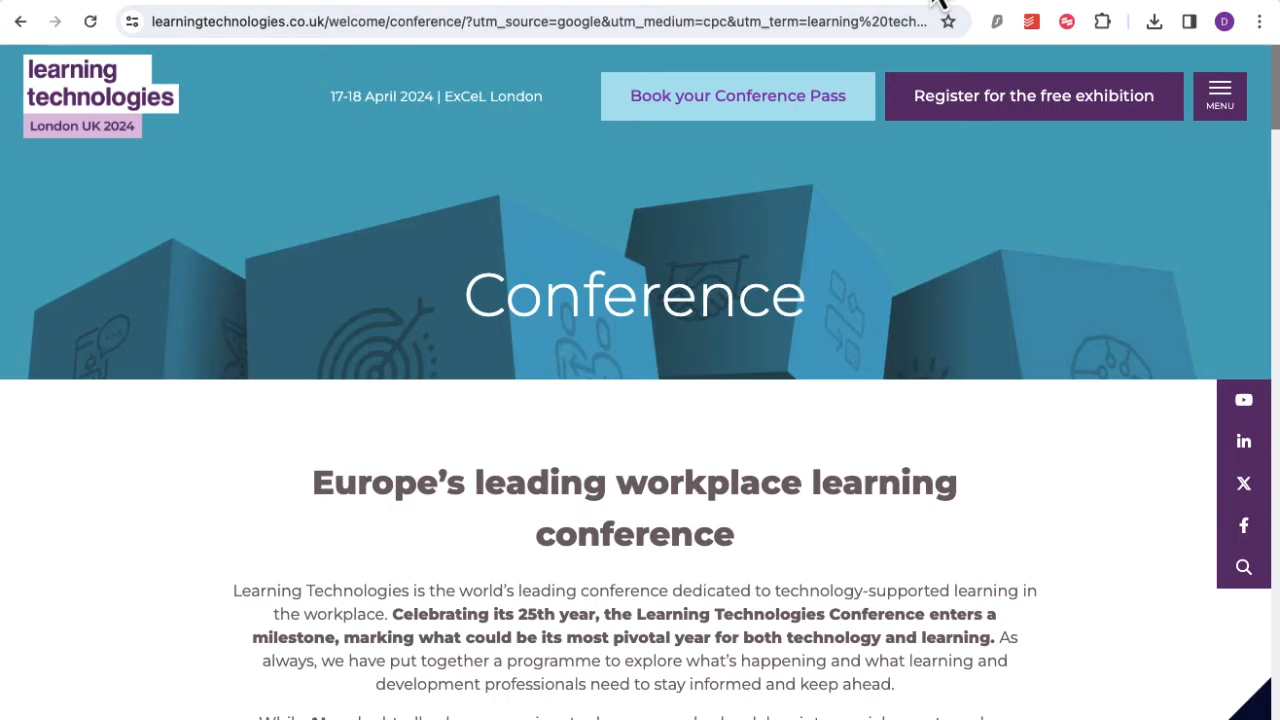 learningtechnologies.co.uk/welcome/conference/?utm_source=google&utm_medium=cpc&utm_term=learning%20tech...
D
learning
technologies
London UK 2024
17-18 April 2024 | ExCeL London
Book your Conference Pass
Register for the free exhibition
MENU
Conference
Europe's leading workplace learning
conference
Learning Technologies is the world's leading conference dedicated to technology-supported learning in
the workplace. Celebrating its 25th year, the Learning Technologies Conference enters a
milestone, marking what could be its most pivotal year for both technology and learning. As
always, we have put together a programme to explore what's happening and what learning and
development professionals need to stay informed and keep ahead.